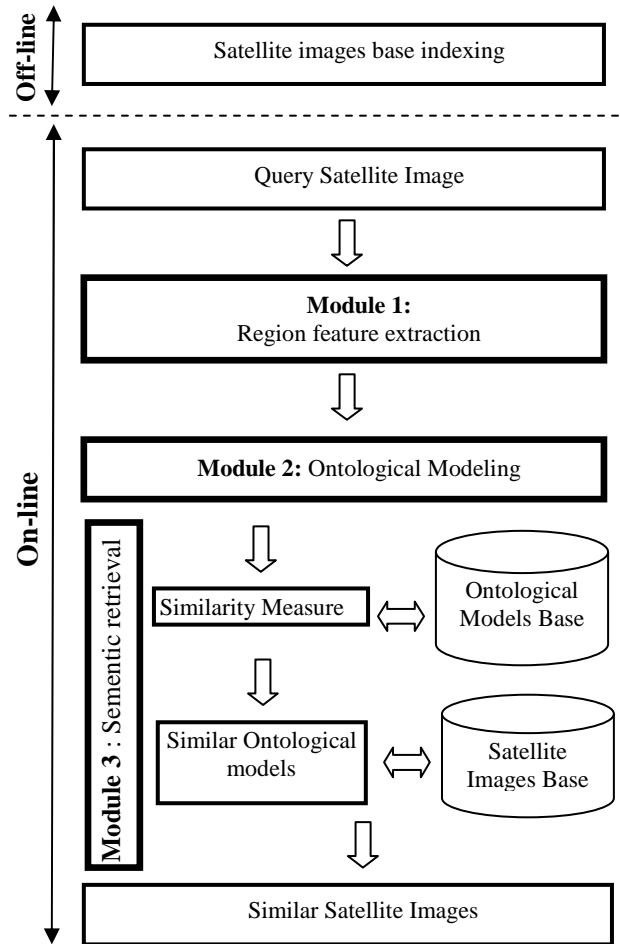 Off-line
Satellite images base indexing
On-line
Query Satellite Image
Module 1:
Region feature extraction
Module 2: Ontological Modeling
Module 3 : Sementic retrieval
Similarity Measure
Ontological
Models Base
Similar Ontological
models
Satellite
Images Base
Similar Satellite Images